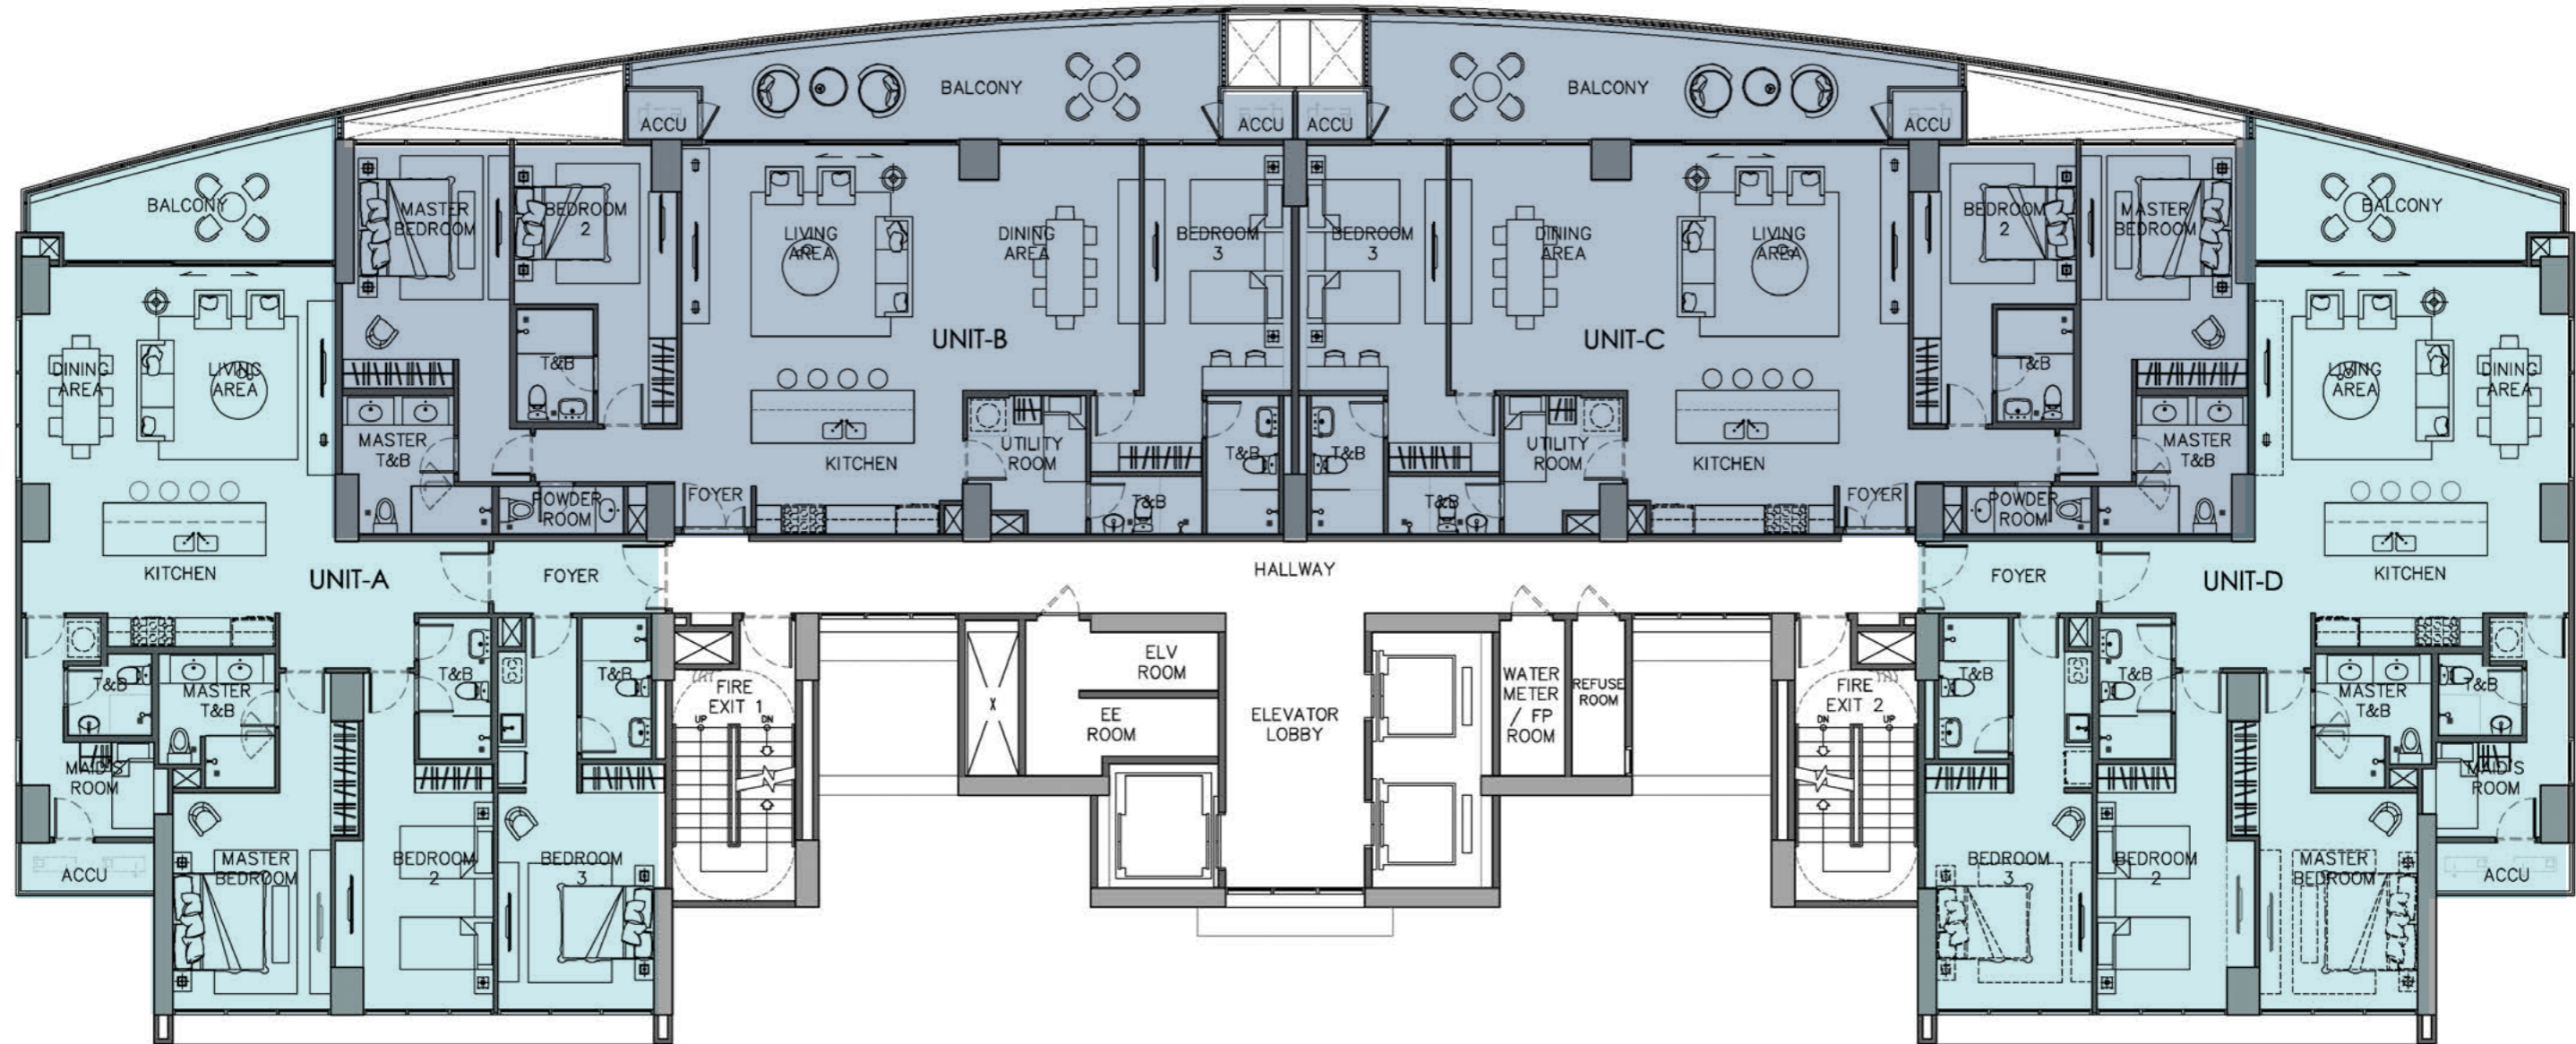 BALCONY
BALCONY
ACCU
ACCU
ACCU
ACCU
BALCONY
MASTER
BEDROOM
BEDROOM
2
LIVING
AREA
DINING
AREA
BEDROOM
3
BEDROOM
3
DINING
AREA
LIVING
AREA
BEDROOM
2
MASTER
BEDROOM
BALCONY
UNIT-B
UNIT-C
DINING
AREA
LIVING
AREA
T&B
T&B
LIVING
AREA
DINING
AREA
MASTER
T&B
KITCHEN
UTILITY
ROOM
T&B
T&B
UTILITY
ROOM
KITCHEN
MASTER
T&B
POWDER
ROOM
FOYER
T&B
T&B
FOYER
POWDER
ROOM
KITCHEN
UNIT-A
FOYER
HALLWAY
FOYER
UNIT-D
KITCHEN
T&B
MASTER
T&B
T&B
T&B
FIRE
EXIT 1
UP
DN
ELV
ROOM
EE
ROOM
X
ELEVATOR
LOBBY
WATER
METER
/ FP
ROOM
REFUSE
ROOM
FIRE
EXIT 2
DN
UP
T&B
T&B
MASTER
T&B
T&B
MAID'S
ROOM
MAID'S
ROOM
ACCU
MASTER
BEDROOM
BEDROOM
2
BEDROOM
3
BEDROOM
3
BEDROOM
2
MASTER
BEDROOM
ACCU